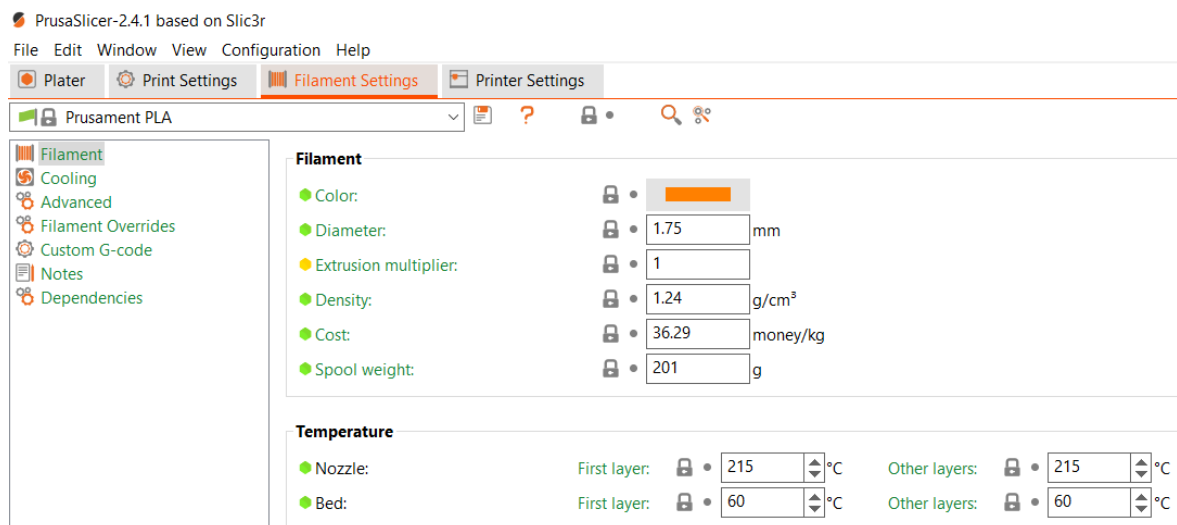 PrusaSlicer-2.4.1 based on Slic3r
File Edit Window View Configuration Help
Plater Print Settings Filament Settings Printer Settings
Prusament PLA ?
Filament
Cooling
Advanced
Filament Overrides
Custom G-code
Notes
Dependencies
Filament
Color:
Diameter: 1.75 mm
Extrusion multiplier: 1
Density: 1.24 g/cm³
Cost: 36.29 money/kg
Spool weight: 201 g
Temperature
Nozzle: First layer: 215 °C Other layers: 215 °C
Bed: First layer: 60 °C Other layers: 60 °C